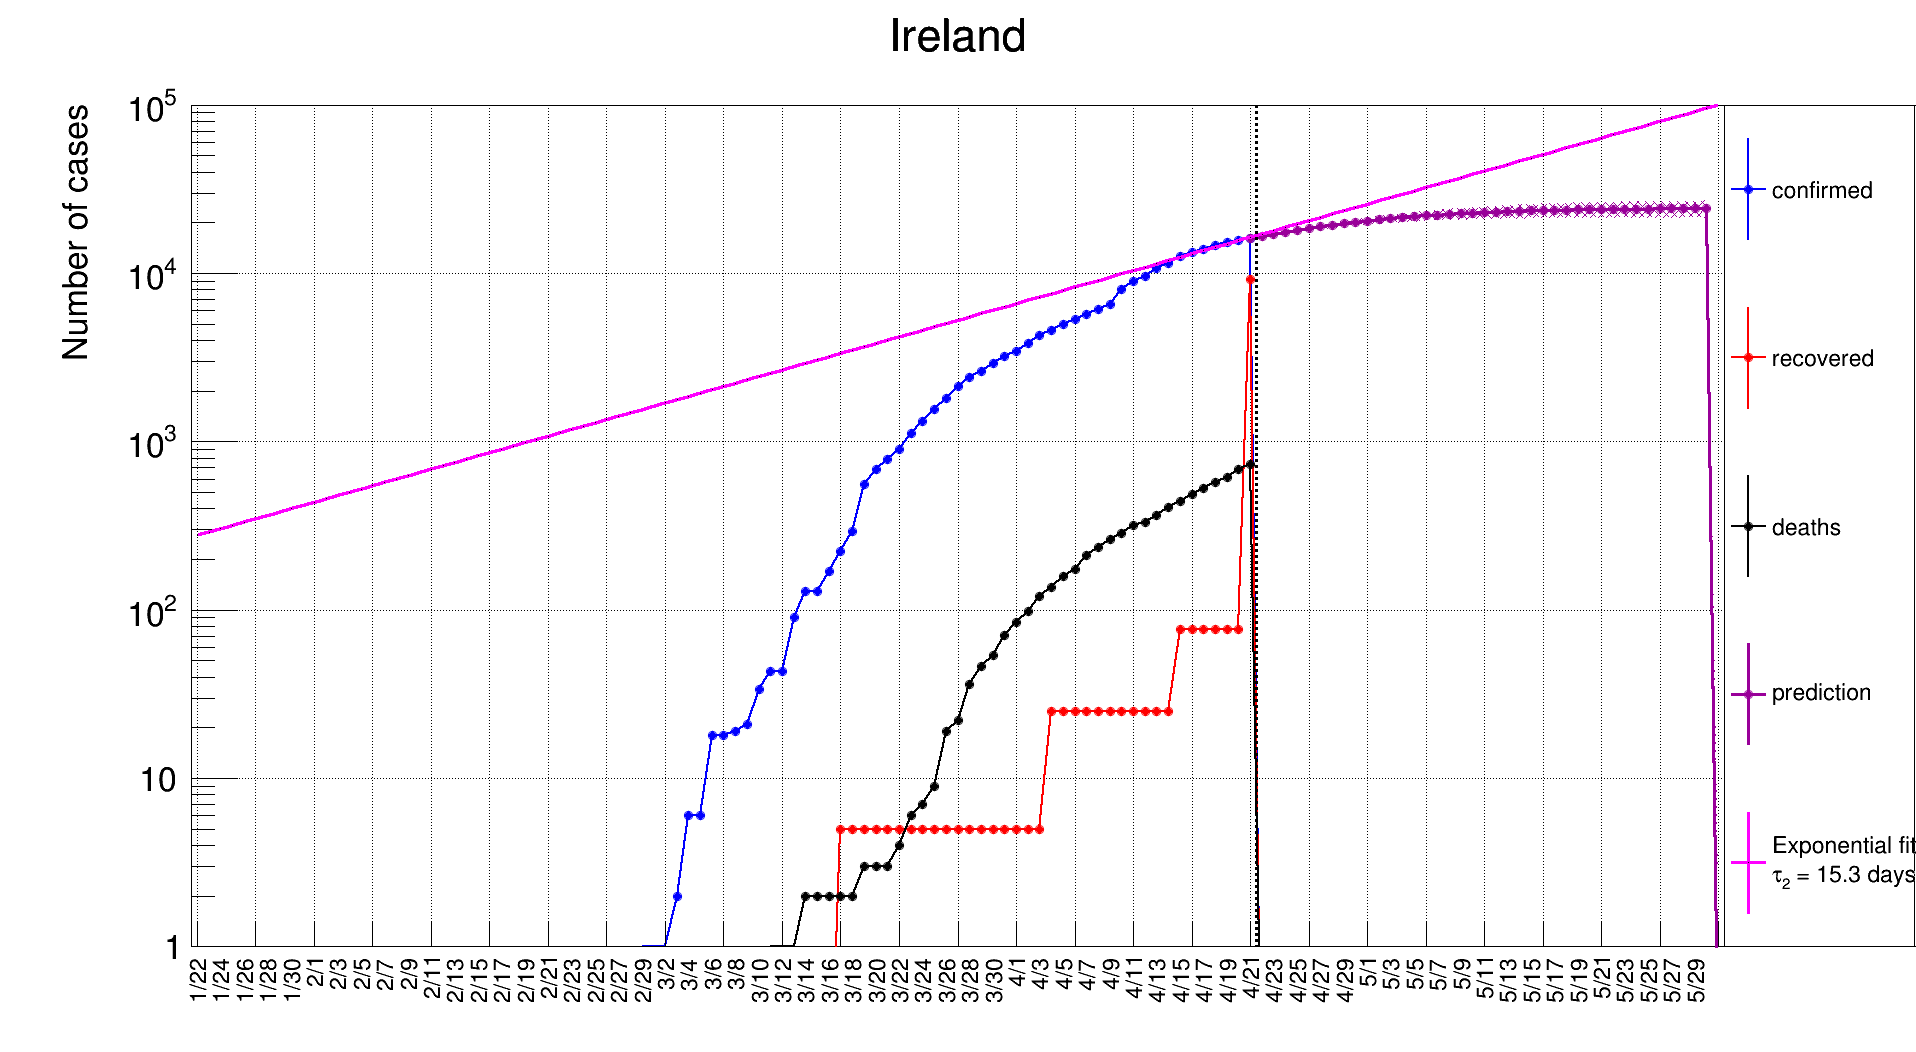 Ireland
Number of cases
10^5
10^4
10^3
10^2
10
1
1/22 1/24 1/26 1/28 1/30 2/1 2/3 2/5 2/7 2/9 2/11 2/13 2/15 2/17 2/19 2/21 2/23 2/25 2/27 2/29 3/2 3/4 3/6 3/8 3/10 3/12 3/14 3/16 3/18 3/20 3/22 3/24 3/26 3/28 3/30 4/1 4/3 4/5 4/7 4/9 4/11 4/13 4/15 4/17 4/19 4/21 4/23 4/25 4/27 4/29 5/1 5/3 5/5 5/7 5/9 5/11 5/13 5/15 5/17 5/19 5/21 5/23 5/25 5/27 5/29
confirmed
recovered
deaths
prediction
Exponential fit
τ₂ = 15.3 days